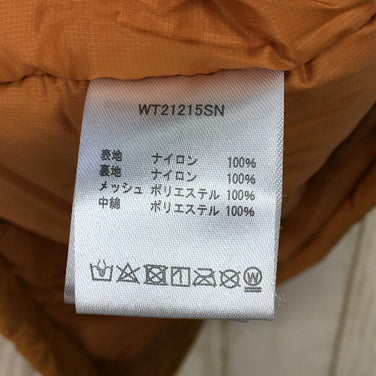 WT21215SN
表地 ナイロン 100%
裏地 ナイロン 100%
メッシュ ポリエステル 100%
中綿 ポリエステル 100%
W